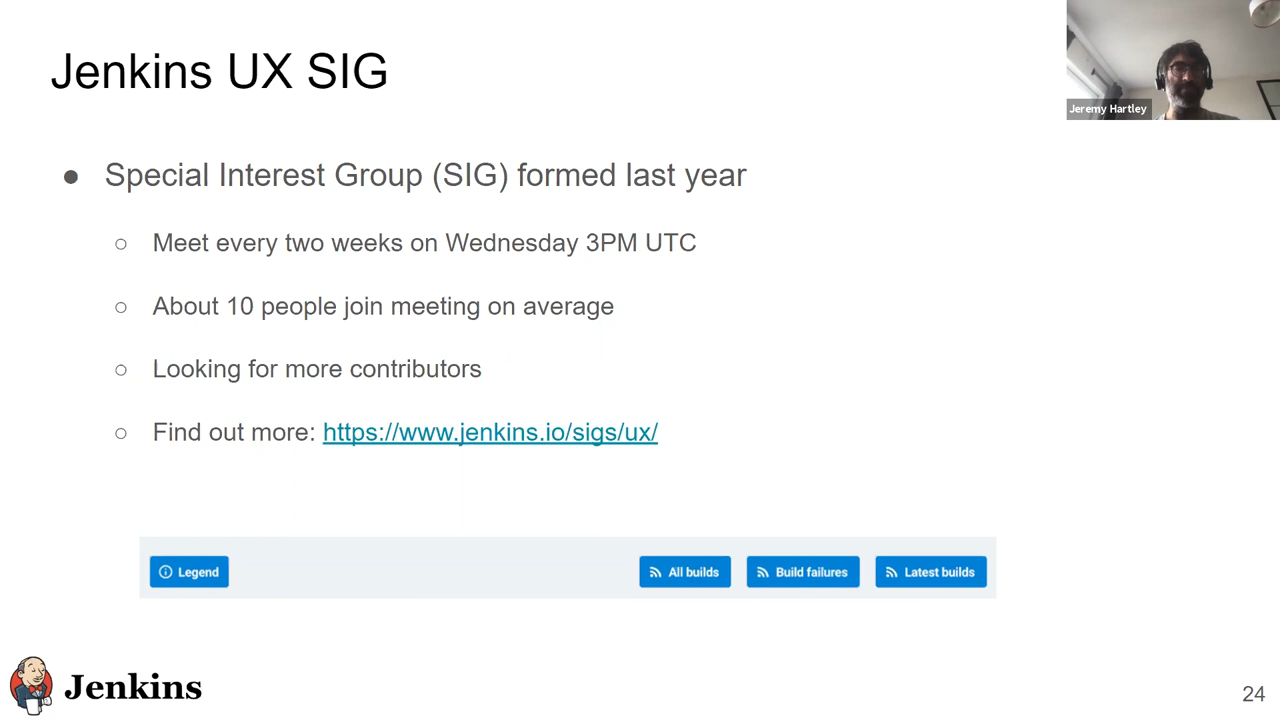 Jenkins UX SIG
Jeremy Hartley
● Special Interest Group (SIG) formed last year
○ Meet every two weeks on Wednesday 3PM UTC
○ About 10 people join meeting on average
○ Looking for more contributors
○ Find out more: https://www.jenkins.io/sigs/ux/
Legend All builds Build failures Latest builds
Jenkins
24